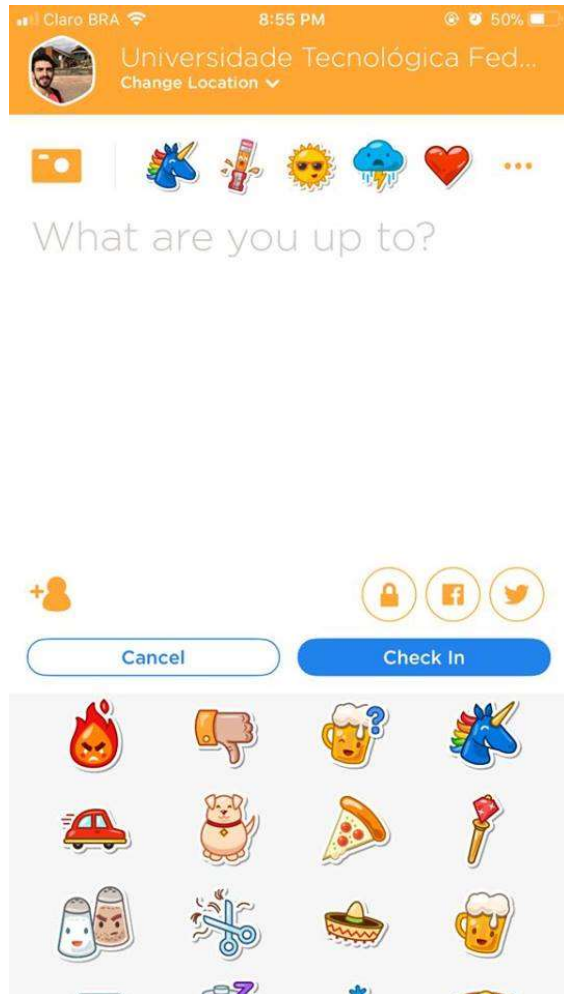 Claro BRA 8:55 PM 50%
Universidade Tecnológica Fed...
Change Location
What are you up to?
Cancel Check In